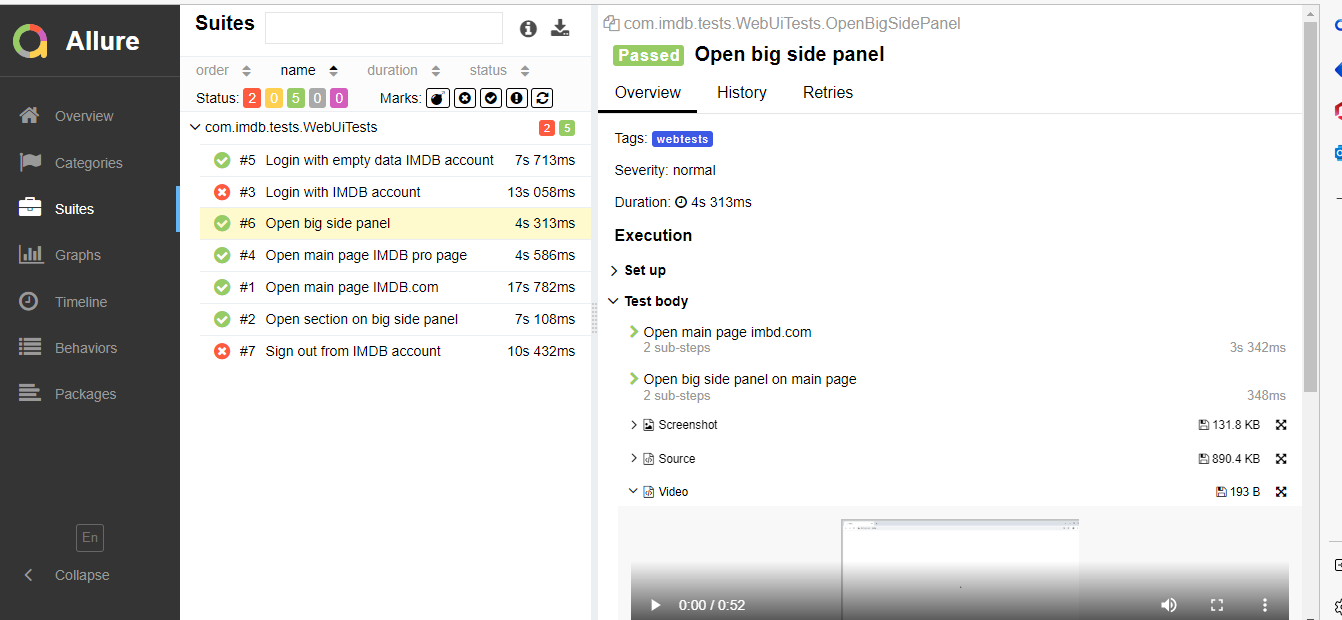 Allure
Overview
Categories
Suites
Graphs
Timeline
Behaviors
Packages
En
Collapse
Suites
order name duration status
Status: 2 0 5 0 0 Marks:
com.imdb.tests.WebUiTests 2 5
#5 Login with empty data IMDB account 7s 713ms
#3 Login with IMDB account 13s 058ms
#6 Open big side panel 4s 313ms
#4 Open main page IMDB pro page 4s 586ms
#1 Open main page IMDB.com 17s 782ms
#2 Open section on big side panel 7s 108ms
#7 Sign out from IMDB account 10s 432ms
com.imdb.tests.WebUiTests.OpenBigSidePanel
Passed Open big side panel
Overview History Retries
Tags: webtests
Severity: normal
Duration: 4s 313ms
Execution
Set up
Test body
Open main page imbd.com
2 sub-steps 3s 342ms
Open big side panel on main page
2 sub-steps 348ms
Screenshot 131.8 KB
Source 890.4 KB
Video 193 B
0:00 / 0:52